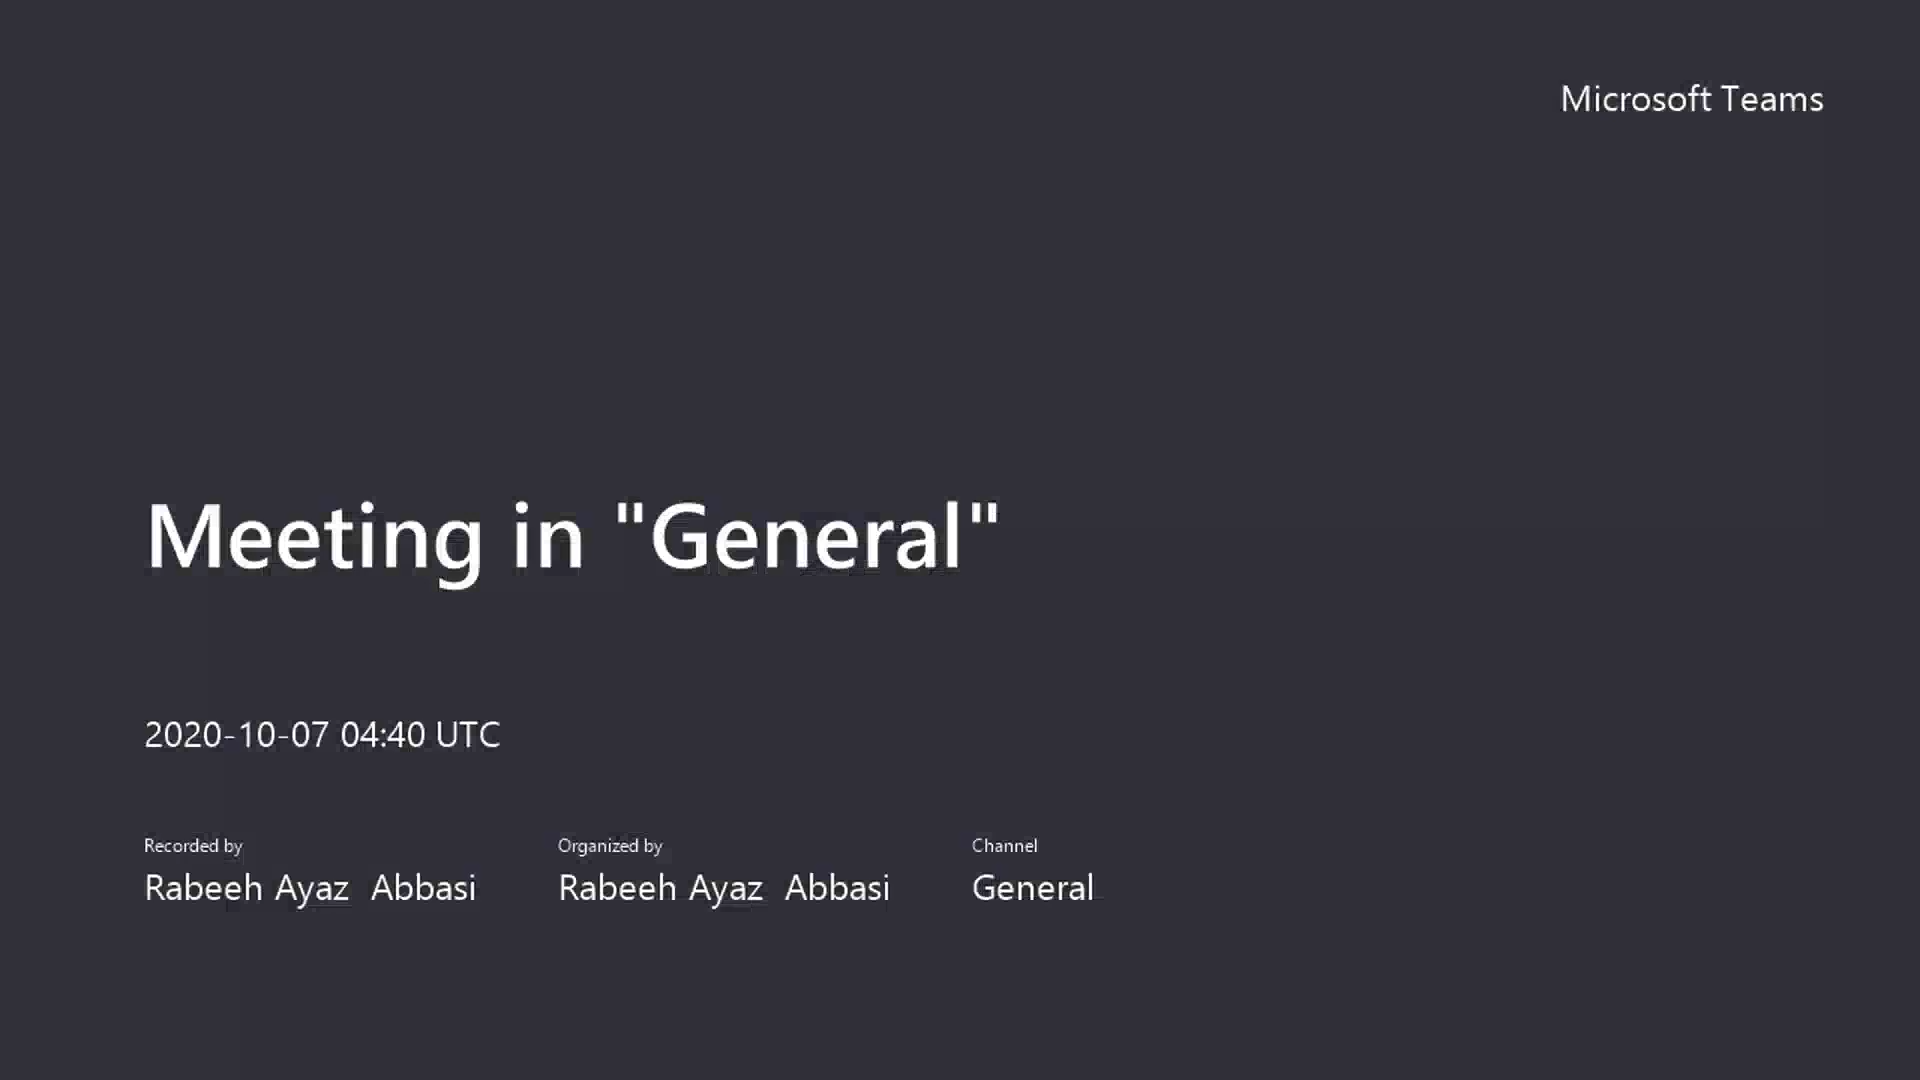 Microsoft Teams
Meeting in "General"
2020-10-07 04:40 UTC
Recorded by
Rabeeh Ayaz  Abbasi
Organized by
Rabeeh Ayaz  Abbasi
Channel
General